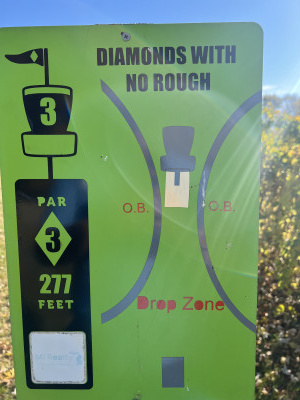 DIAMONDS WITH
NO ROUGH
3
PAR
3
277
FEET
O.B.
O.B.
Drop Zone